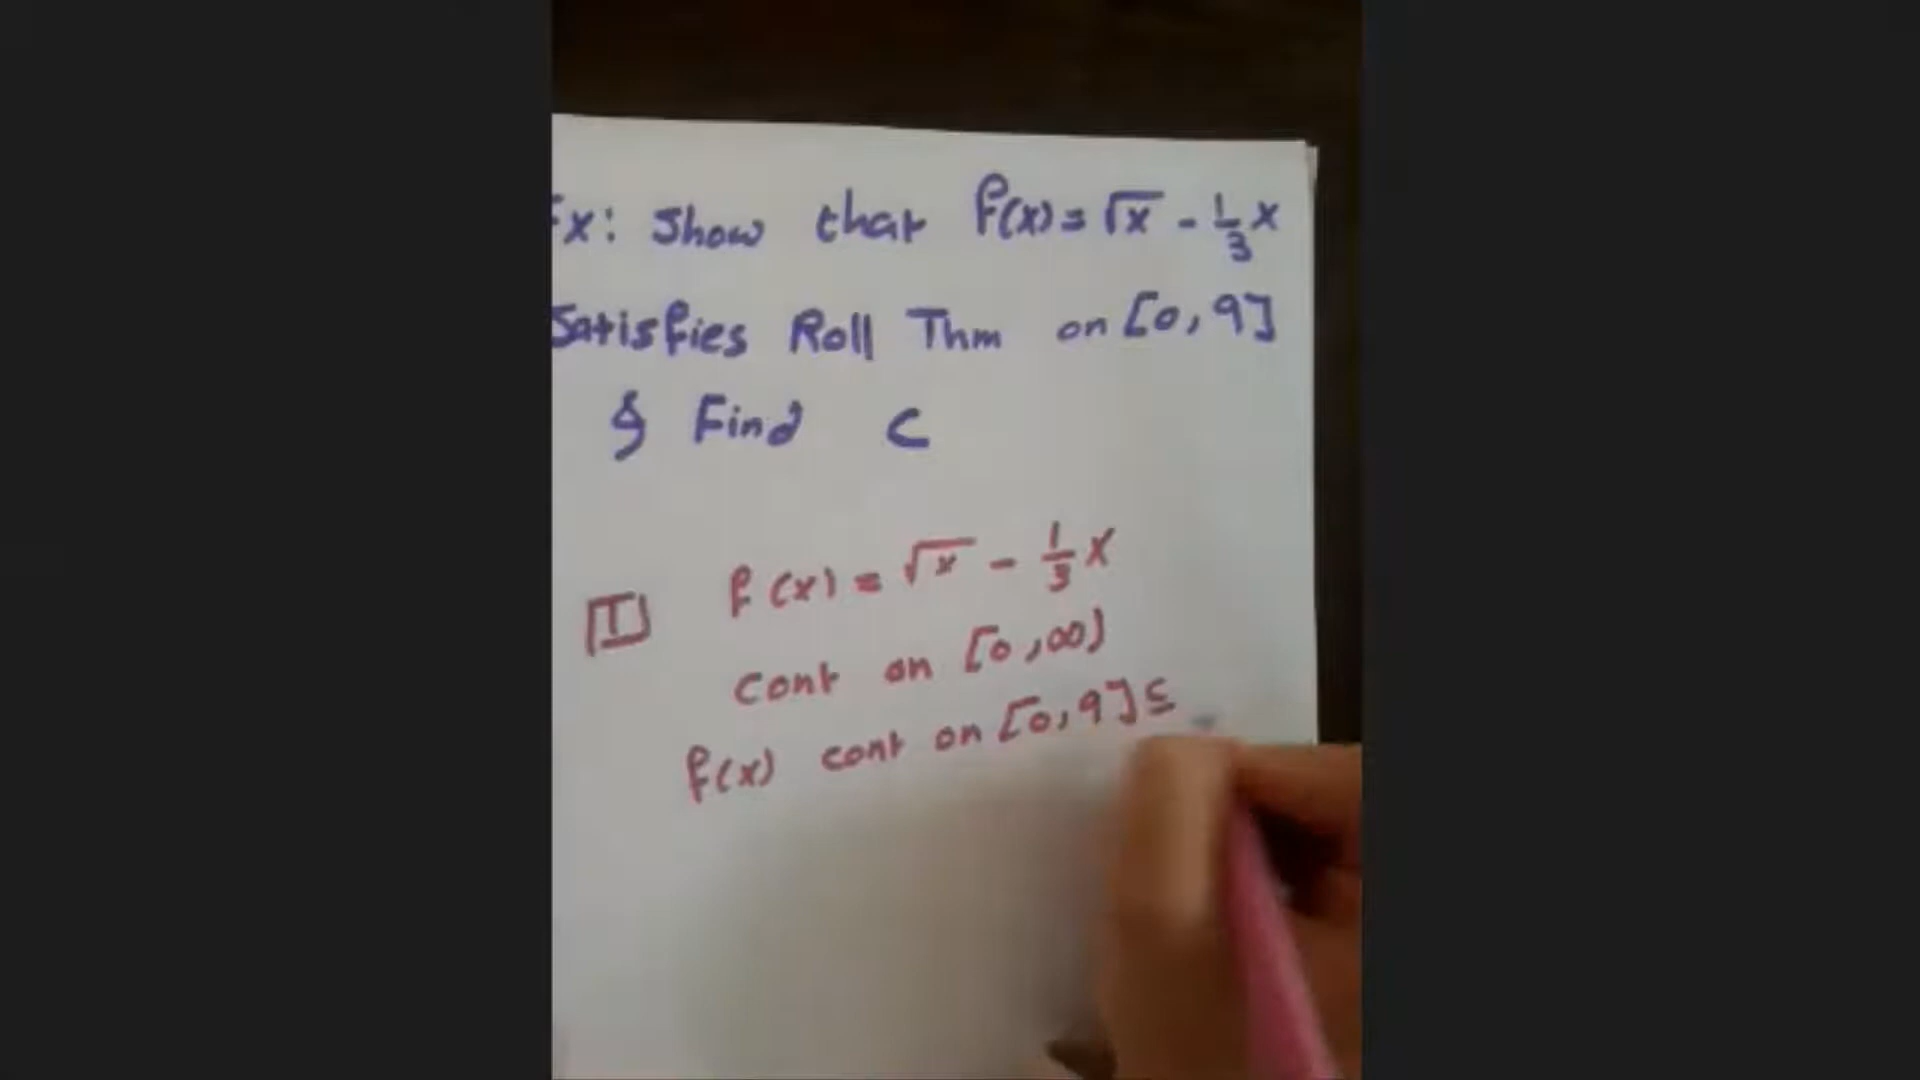 Ex: Show that f(x) = √x - 1/3 x
Satisfies Roll Thm on [0, 9]
& Find C
I f(x) = √x - 1/3 x
cont on [0, ∞)
f(x) cont on [0, 9] ⊆